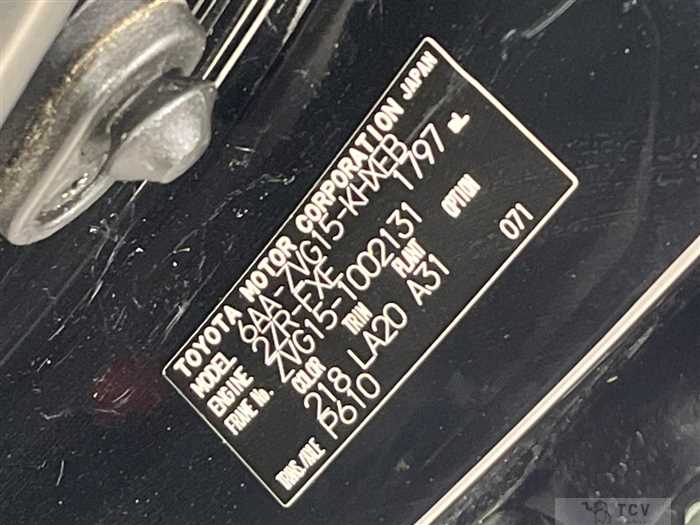 TOYOTA MOTOR CORPORATION JAPAN
MODEL 6AA-ZVG15-KHXEB
ENGINE 2ZR-FXE 1797 mL
FRAME No. ZVG15-1002131
COLOR TRIM PLANT OPTION
218 LA20 A31 071
TRANS./AXLE P610
TCV